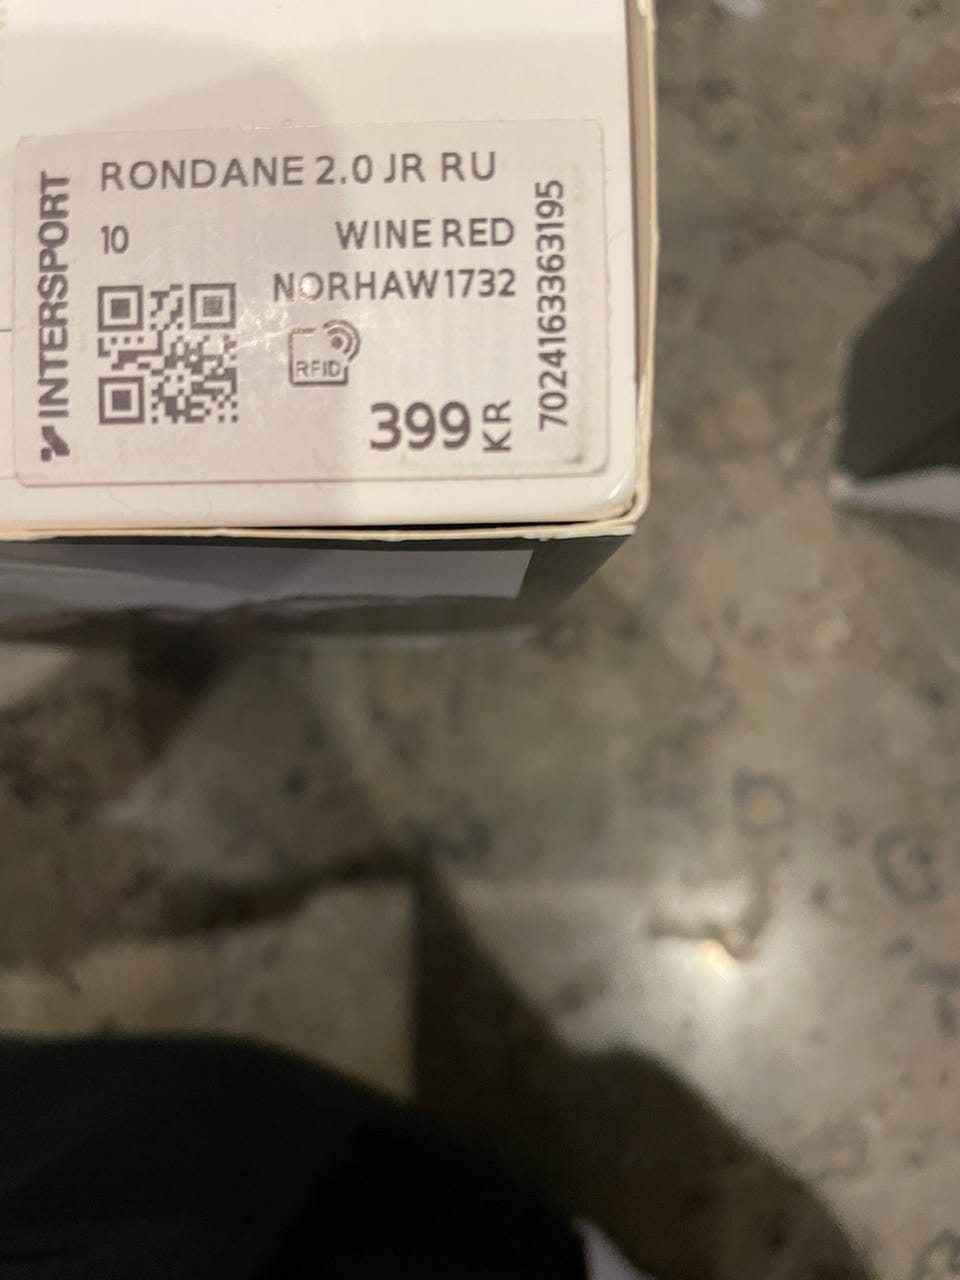 INTERSPORT
RONDANE 2.0 JR RU
10
WINE RED
NORHAW1732
RFID
399 KR
7024163363195